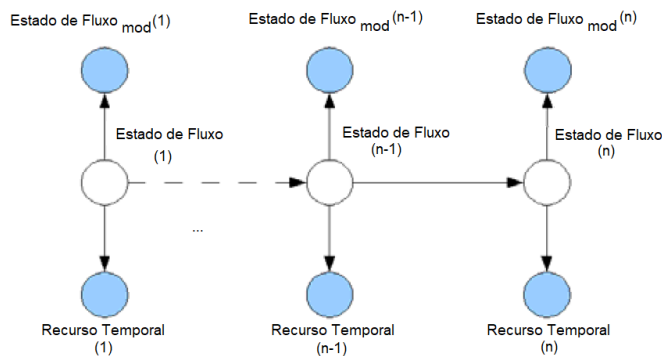 Estado de Fluxo mod (1)
Estado de Fluxo mod (n-1)
Estado de Fluxo mod (n)
Estado de Fluxo
(1)
Estado de Fluxo
(n-1)
Estado de Fluxo
(n)
...
Recurso Temporal
(1)
Recurso Temporal
(n-1)
Recurso Temporal
(n)